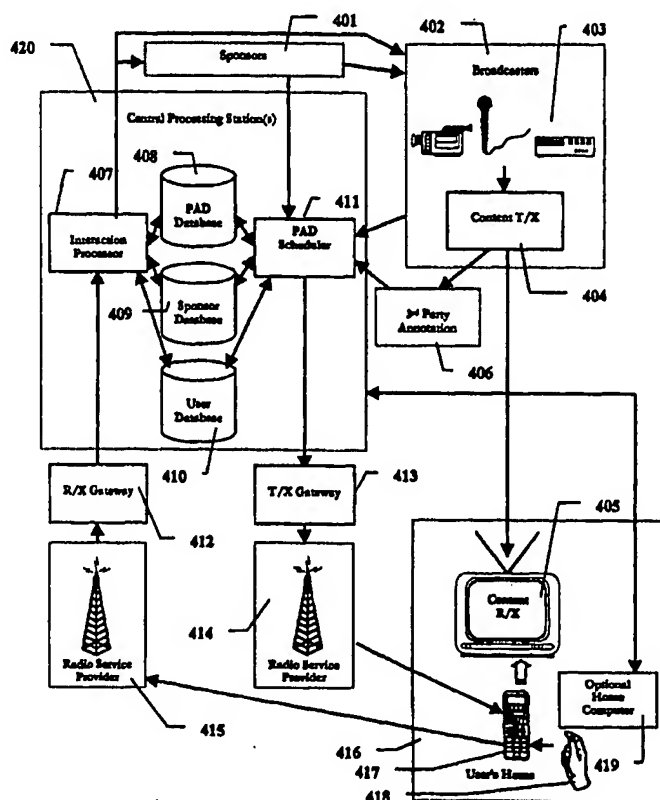 401
402
403
420
Sponsors
Broadcasters
Central Processing Station(s)
408
407
PAD
Database
411
Interaction
Processor
PAD
Scheduler
Content T/X
409
Sponsor
Database
404
3rd Party
Annotation
406
User
Database
410
R/X Gateway
412
T/X Gateway
413
405
Content
R/X
414
Radio Service
Provider
415
Radio Service
Provider
Optional
Home
Computer
416
417
User's Home
419
418